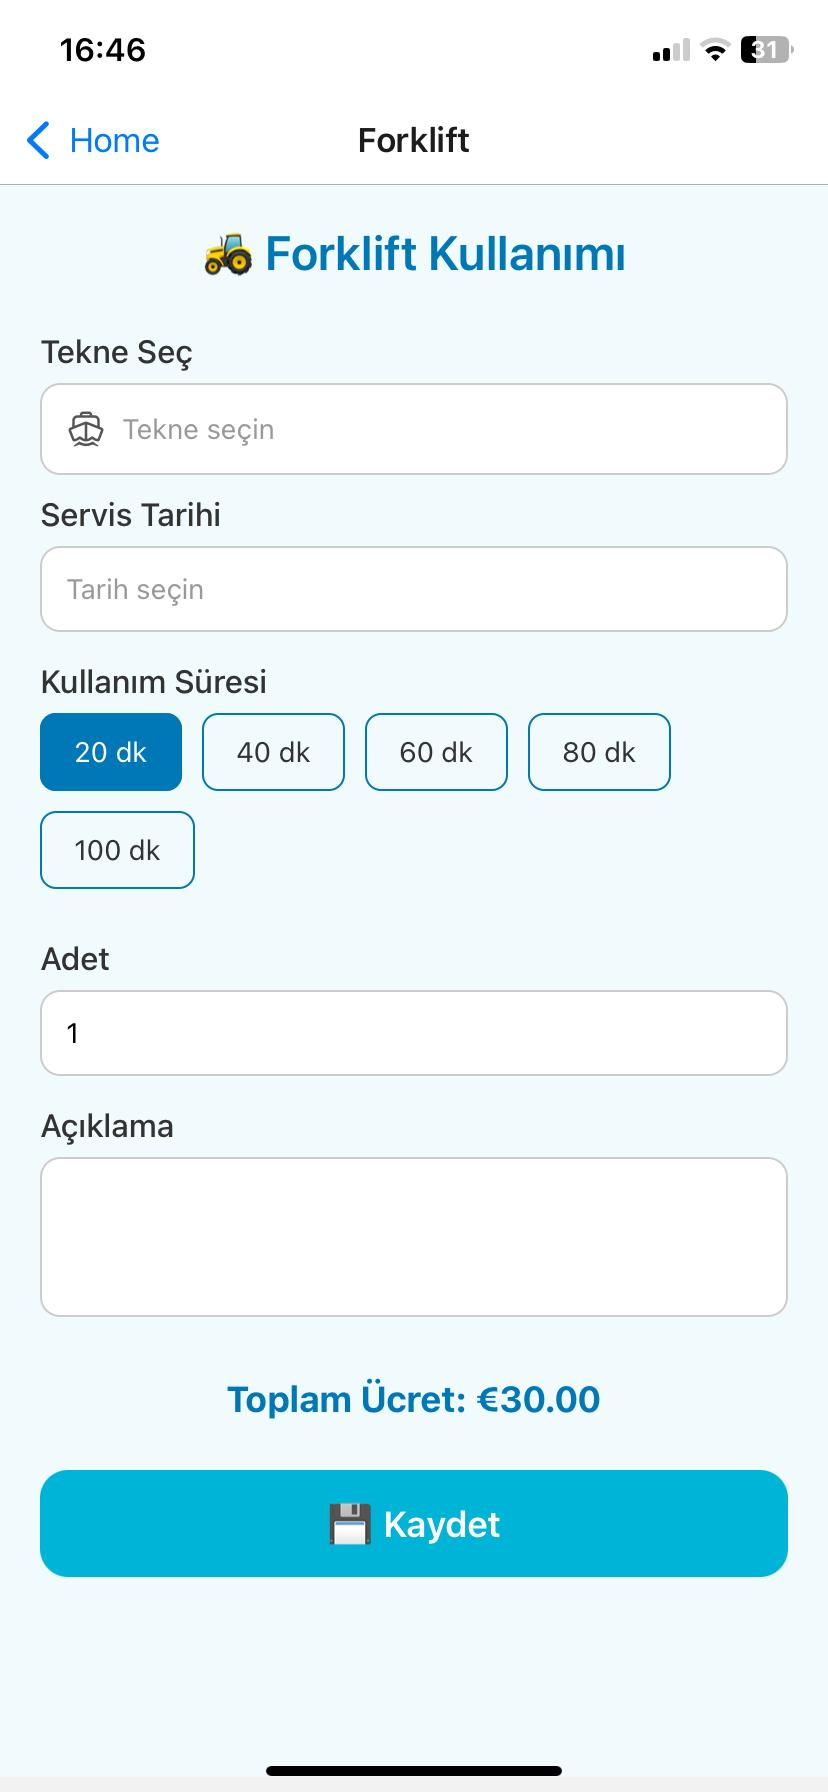 16:46
31
Home
Forklift
Forklift Kullanımı
Tekne Seç
Tekne seçin
Servis Tarihi
Tarih seçin
Kullanım Süresi
20 dk 40 dk 60 dk 80 dk
100 dk
Adet
1
Açıklama
Toplam Ücret: €30.00
Kaydet